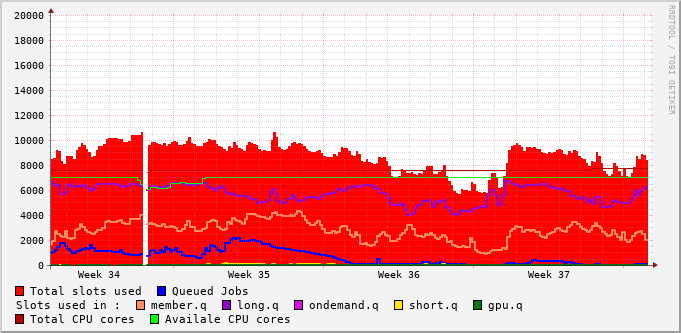 RRDTOOL / TOBI OETIKER
20000
18000
16000
14000
12000
10000
8000
6000
4000
2000
0
Week 34 Week 35 Week 36 Week 37
Total slots used Queued Jobs
Slots used in : member.q long.q ondemand.q short.q gpu.q
Total CPU cores Availale CPU cores